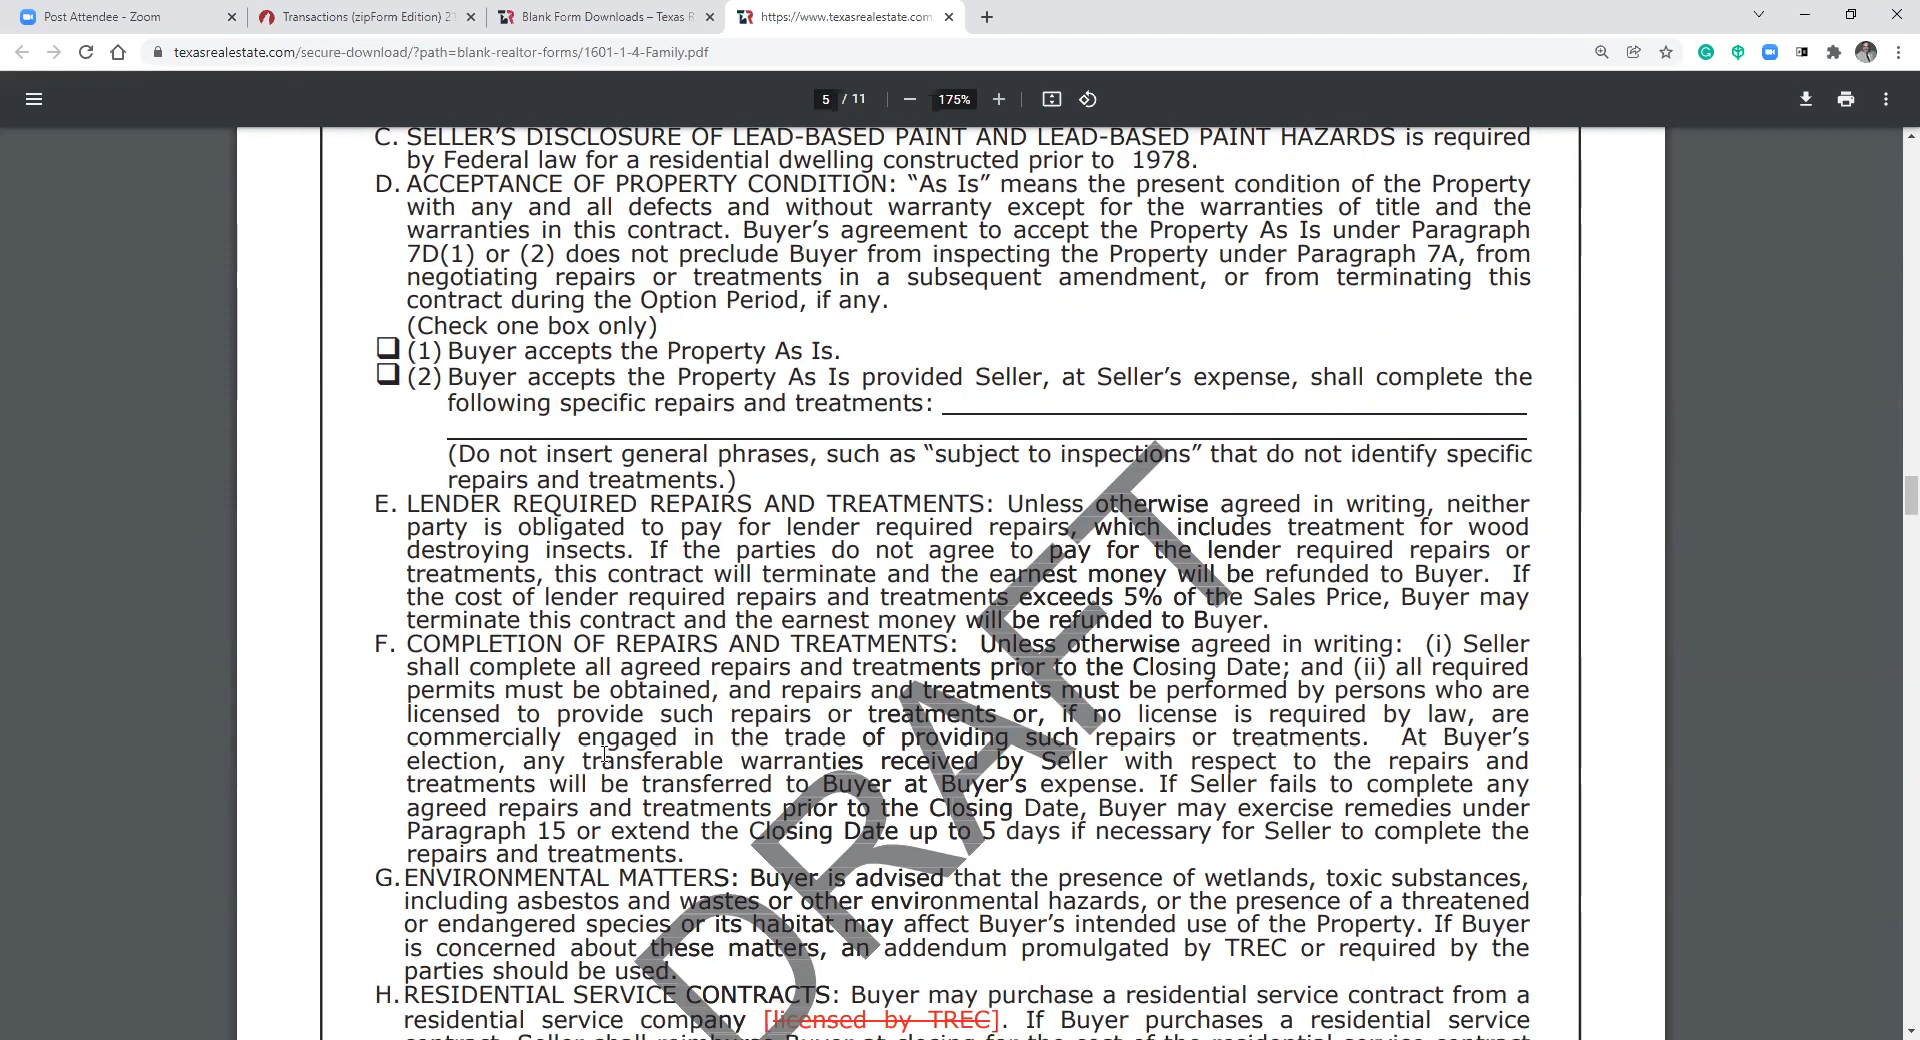 Post Attendee - Zoom
Transactions (zipForm Edition) 2
Blank Form Downloads – Texas R
https://www.texasrealestate.com
texasrealestate.com/secure-download/?path=blank-realtor-forms/1601-1-4-Family.pdf
5 / 11
175%
C. SELLER'S DISCLOSURE OF LEAD-BASED PAINT AND LEAD-BASED PAINT HAZARDS is required
by Federal law for a residential dwelling constructed prior to 1978.
D. ACCEPTANCE OF PROPERTY CONDITION: “As Is” means the present condition of the Property
with any and all defects and without warranty except for the warranties of title and the
warranties in this contract. Buyer’s agreement to accept the Property As Is under Paragraph
7D(1) or (2) does not preclude Buyer from inspecting the Property under Paragraph 7A, from
negotiating repairs or treatments in a subsequent amendment, or from terminating this
contract during the Option Period, if any.
(Check one box only)
❑ (1) Buyer accepts the Property As Is.
❑ (2) Buyer accepts the Property As Is provided Seller, at Seller’s expense, shall complete the
following specific repairs and treatments:
(Do not insert general phrases, such as “subject to inspections” that do not identify specific
repairs and treatments.)
E. LENDER REQUIRED REPAIRS AND TREATMENTS: Unless otherwise agreed in writing, neither
party is obligated to pay for lender required repairs, which includes treatment for wood
destroying insects. If the parties do not agree to pay for the lender required repairs or
treatments, this contract will terminate and the earnest money will be refunded to Buyer. If
the cost of lender required repairs and treatments exceeds 5% of the Sales Price, Buyer may
terminate this contract and the earnest money will be refunded to Buyer.
F. COMPLETION OF REPAIRS AND TREATMENTS: Unless otherwise agreed in writing: (i) Seller
shall complete all agreed repairs and treatments prior to the Closing Date; and (ii) all required
permits must be obtained, and repairs and treatments must be performed by persons who are
licensed to provide such repairs or treatments or, if no license is required by law, are
commercially engaged in the trade of providing such repairs or treatments. At Buyer’s
election, any transferable warranties received by Seller with respect to the repairs and
treatments will be transferred to Buyer at Buyer’s expense. If Seller fails to complete any
agreed repairs and treatments prior to the Closing Date, Buyer may exercise remedies under
Paragraph 15 or extend the Closing Date up to 5 days if necessary for Seller to complete the
repairs and treatments.
G. ENVIRONMENTAL MATTERS: Buyer is advised that the presence of wetlands, toxic substances,
including asbestos and wastes or other environmental hazards, or the presence of a threatened
or endangered species or its habitat may affect Buyer’s intended use of the Property. If Buyer
is concerned about these matters, an addendum promulgated by TREC or required by the
parties should be used.
H. RESIDENTIAL SERVICE CONTRACTS: Buyer may purchase a residential service contract from a
residential service company [licensed by TREC]. If Buyer purchases a residential service
contract, Seller shall reimburse Buyer at closing for the cost of the residential service contract
DRAFT